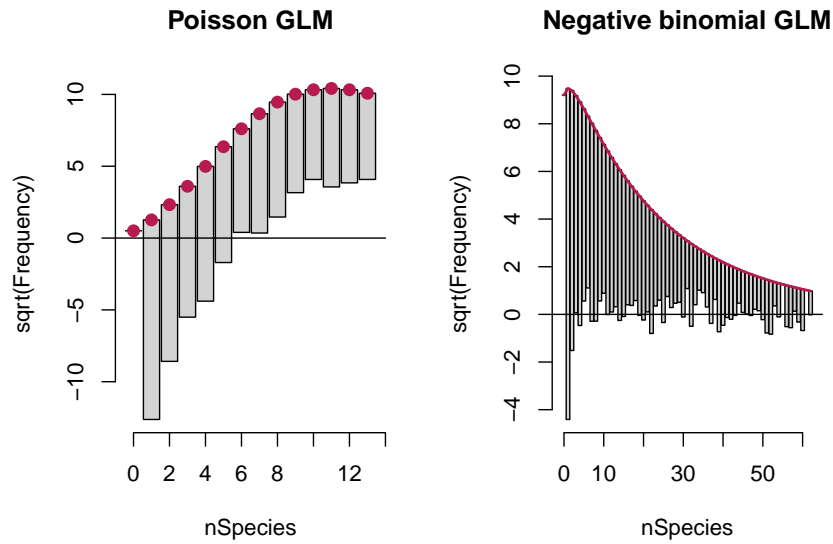 Poisson GLM
sqrt(Frequency)
10
5
0
−5
−10
0 2 4 6 8 12
nSpecies
Negative binomial GLM
sqrt(Frequency)
10
8
6
4
2
0
−2
−4
0 10 30 50
nSpecies